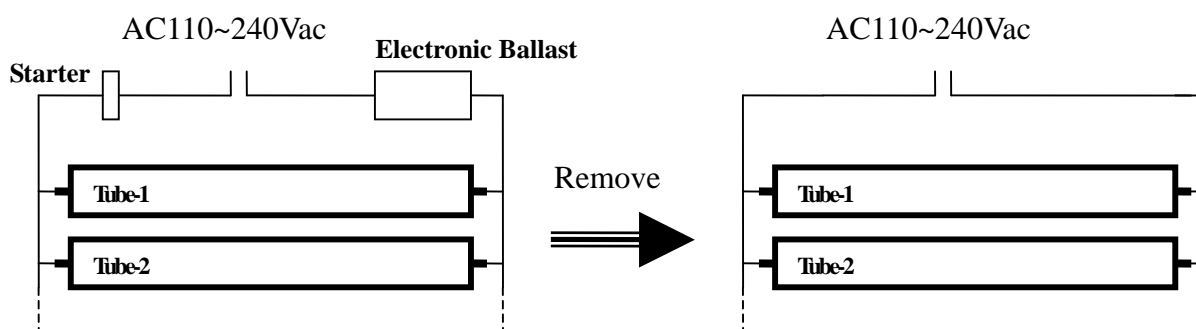 AC110~240Vac
Electronic Ballast
Starter
Tube-1
Tube-2
Remove
AC110~240Vac
Tube-1
Tube-2